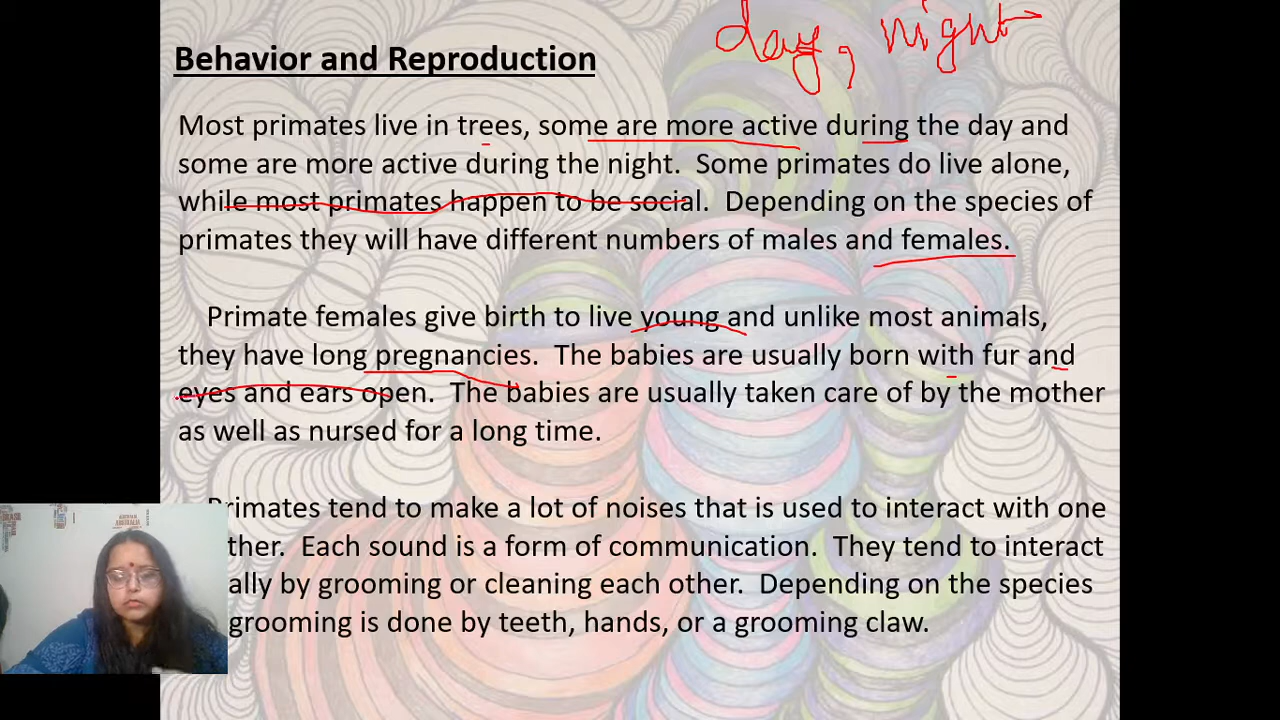 day, night
Behavior and Reproduction
Most primates live in trees, some are more active during the day and
some are more active during the night. Some primates do live alone,
while most primates happen to be social. Depending on the species of
primates they will have different numbers of males and females.
Primate females give birth to live young and unlike most animals,
they have long pregnancies. The babies are usually born with fur and
eyes and ears open. The babies are usually taken care of by the mother
as well as nursed for a long time.
Primates tend to make a lot of noises that is used to interact with one
ther. Each sound is a form of communication. They tend to interact
ally by grooming or cleaning each other. Depending on the species
grooming is done by teeth, hands, or a grooming claw.